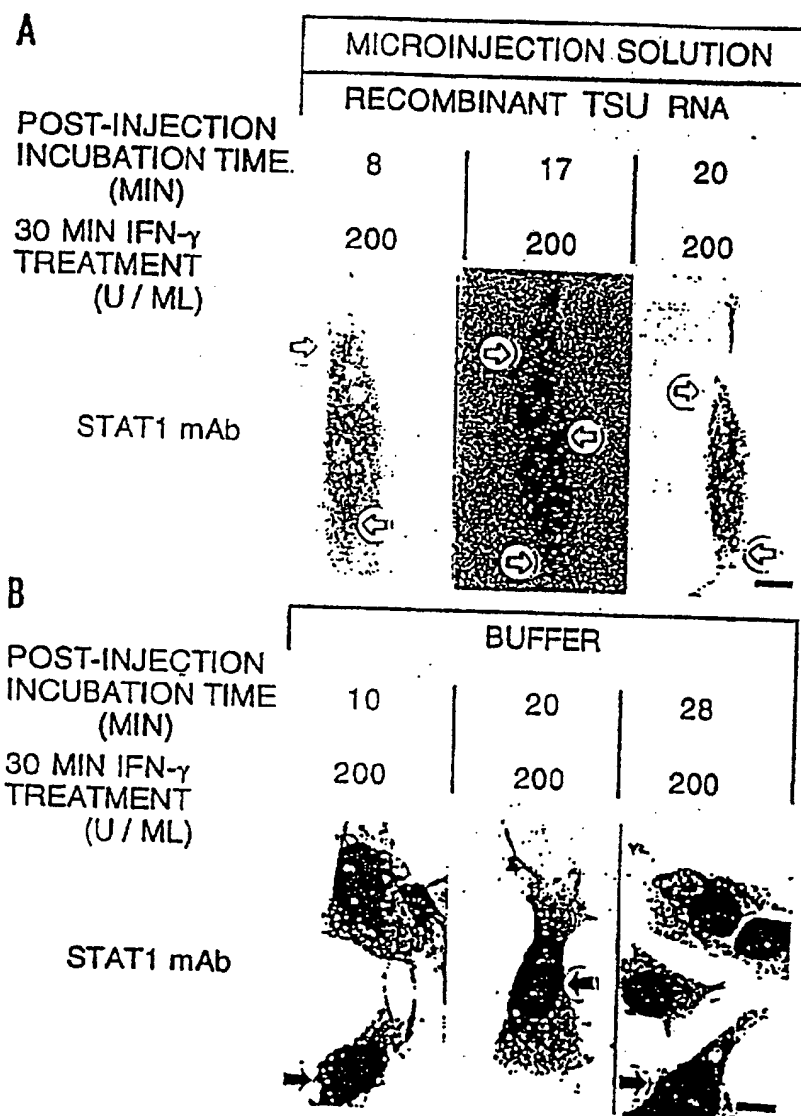 A
MICROINJECTION SOLUTION
RECOMBINANT TSU RNA
POST-INJECTION
INCUBATION TIME.
(MIN)
8 17 20
30 MIN IFN-γ
TREATMENT
(U / ML)
200 200 200
STAT1 mAb
B
BUFFER
POST-INJECTION
INCUBATION TIME
(MIN)
10 20 28
30 MIN IFN-γ
TREATMENT
(U / ML)
200 200 200
STAT1 mAb